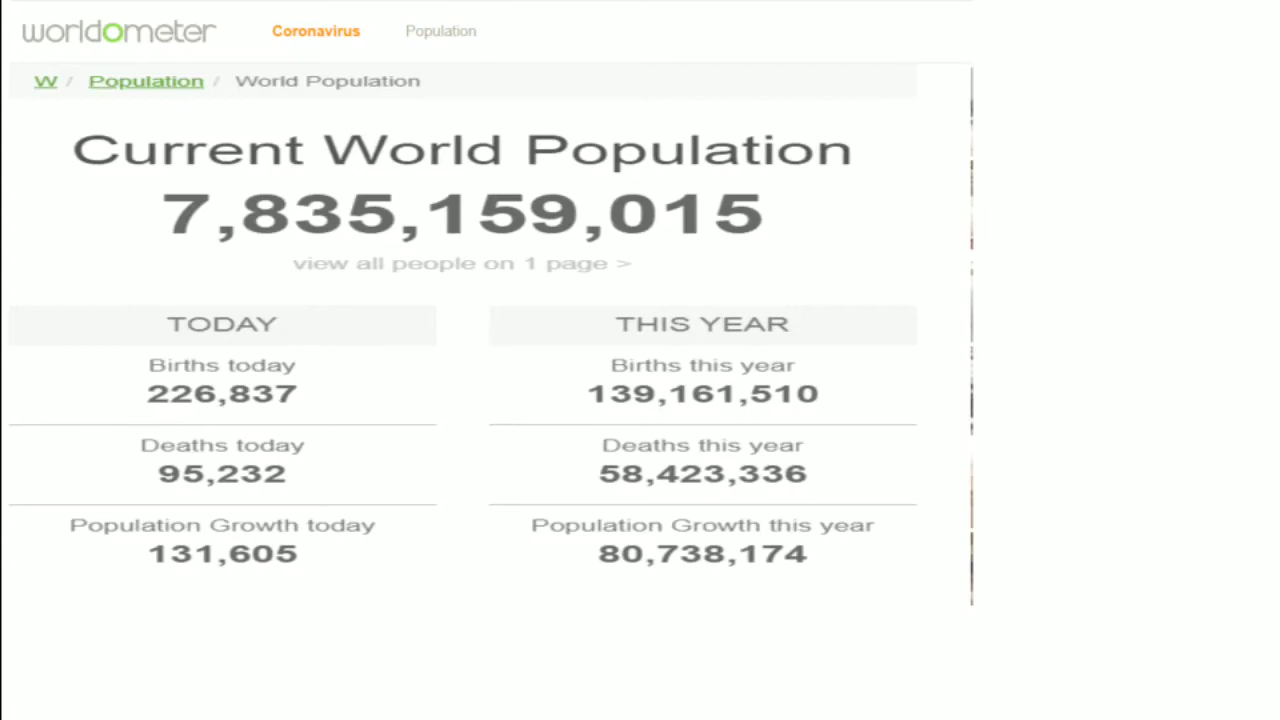 worldometer Coronavirus Population
W / Population / World Population
Current World Population
7,835,159,015
view all people on 1 page >
TODAY
Births today
226,837
Deaths today
95,232
Population Growth today
131,605
THIS YEAR
Births this year
139,161,510
Deaths this year
58,423,336
Population Growth this year
80,738,174